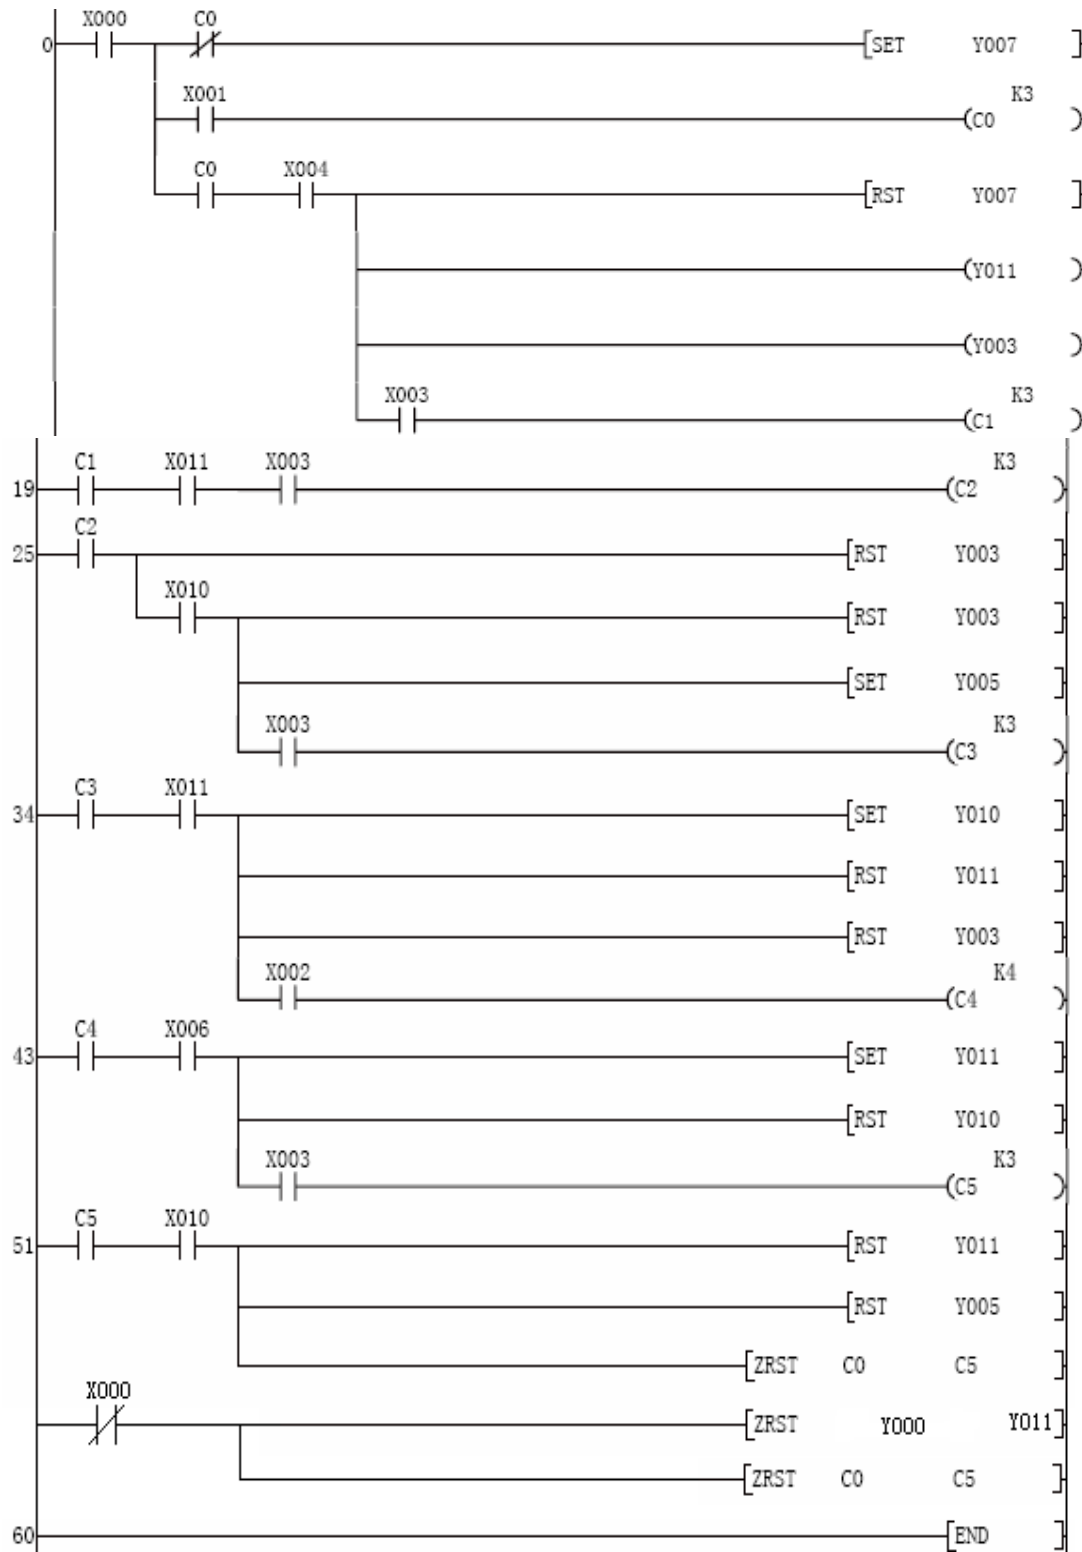 X000 C0
0 [SET Y007 ]
X001 K3
(C0 )
C0 X004
[RST Y007 ]
(Y011 )
(Y003 )
X003 K3
(C1 )
C1 X011 X003 K3
19 (C2 )
C2
25 [RST Y003 ]
X010
[RST Y003 ]
[SET Y005 ]
X003 K3
(C3 )
C3 X011
34 [SET Y010 ]
[RST Y011 ]
[RST Y003 ]
X002 K4
(C4 )
C4 X006
43 [SET Y011 ]
[RST Y010 ]
X003 K3
(C5 )
C5 X010
51 [RST Y011 ]
[RST Y005 ]
[ZRST C0 C5 ]
X000
[ZRST Y000 Y011]
[ZRST C0 C5 ]
60 [END ]